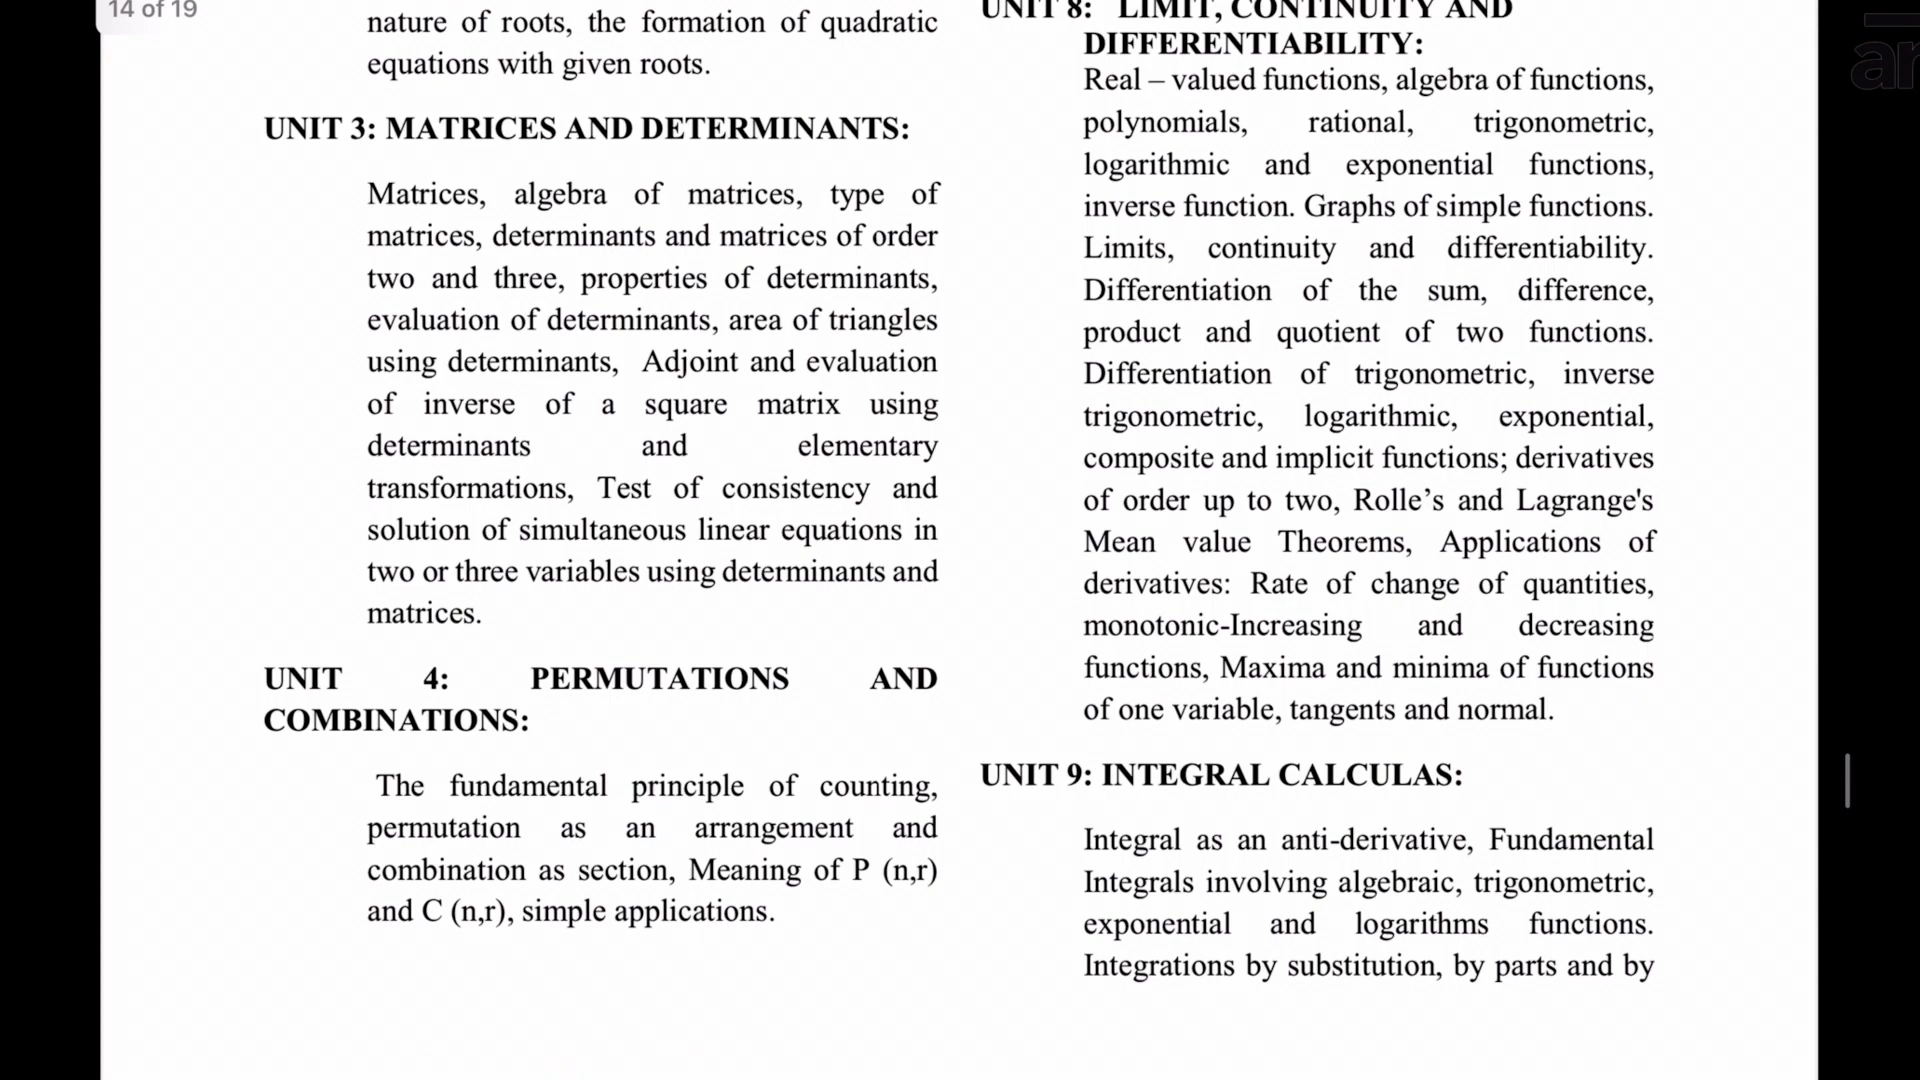 14 of 19
nature of roots, the formation of quadratic
equations with given roots.
UNIT 3: MATRICES AND DETERMINANTS:
Matrices, algebra of matrices, type of
matrices, determinants and matrices of order
two and three, properties of determinants,
evaluation of determinants, area of triangles
using determinants, Adjoint and evaluation
of inverse of a square matrix using
determinants and elementary
transformations, Test of consistency and
solution of simultaneous linear equations in
two or three variables using determinants and
matrices.
UNIT 4: PERMUTATIONS AND
COMBINATIONS:
The fundamental principle of counting,
permutation as an arrangement and
combination as section, Meaning of P (n,r)
and C (n,r), simple applications.
UNIT 8: LIMIT, CONTINUITY AND
DIFFERENTIABILITY:
Real – valued functions, algebra of functions,
polynomials, rational, trigonometric,
logarithmic and exponential functions,
inverse function. Graphs of simple functions.
Limits, continuity and differentiability.
Differentiation of the sum, difference,
product and quotient of two functions.
Differentiation of trigonometric, inverse
trigonometric, logarithmic, exponential,
composite and implicit functions; derivatives
of order up to two, Rolle’s and Lagrange's
Mean value Theorems, Applications of
derivatives: Rate of change of quantities,
monotonic-Increasing and decreasing
functions, Maxima and minima of functions
of one variable, tangents and normal.
UNIT 9: INTEGRAL CALCULAS:
Integral as an anti-derivative, Fundamental
Integrals involving algebraic, trigonometric,
exponential and logarithms functions.
Integrations by substitution, by parts and by